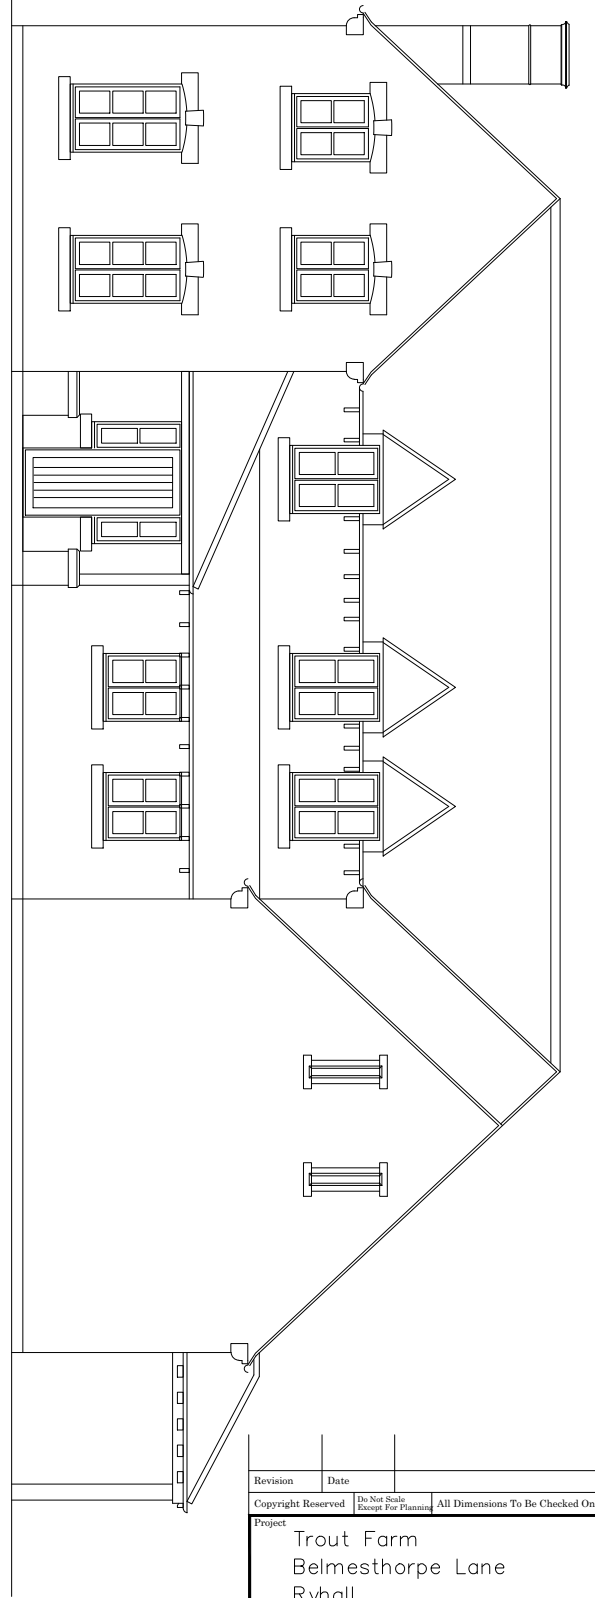 Revision Date
Copyright Reserved Do Not Scale
Except For Planning All Dimensions To Be Checked On
Project
Trout Farm
Belmesthorpe Lane
Ryhall